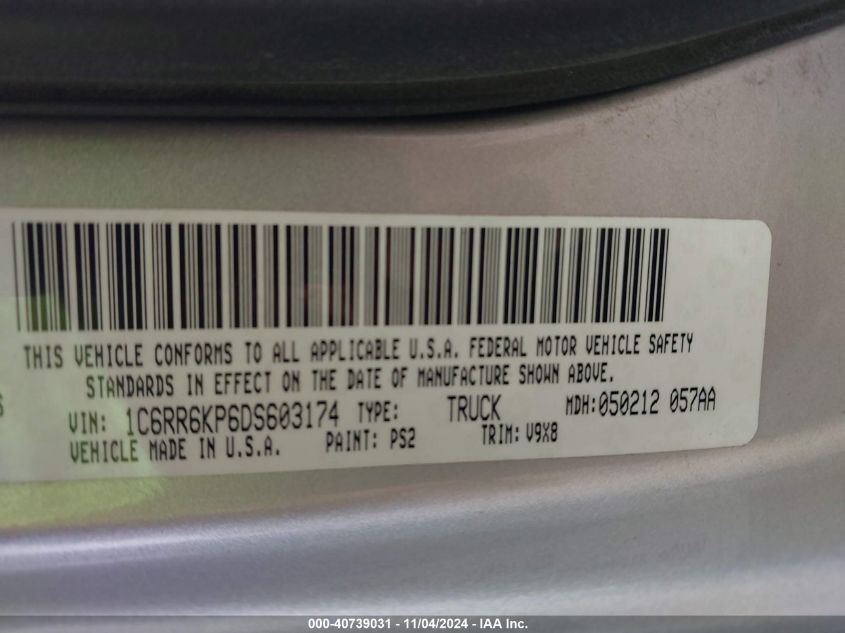 THIS VEHICLE CONFORMS TO ALL APPLICABLE U.S.A. FEDERAL MOTOR VEHICLE SAFETY
STANDARDS IN EFFECT ON THE DATE OF MANUFACTURE SHOWN ABOVE.
VIN: 1C6RR6KP6DS603174 TYPE: TRUCK MDH:050212 057AA
VEHICLE MADE IN U.S.A. PAINT: PS2 TRIM: V9X8
000-40739031 - 11/04/2024 - IAA Inc.